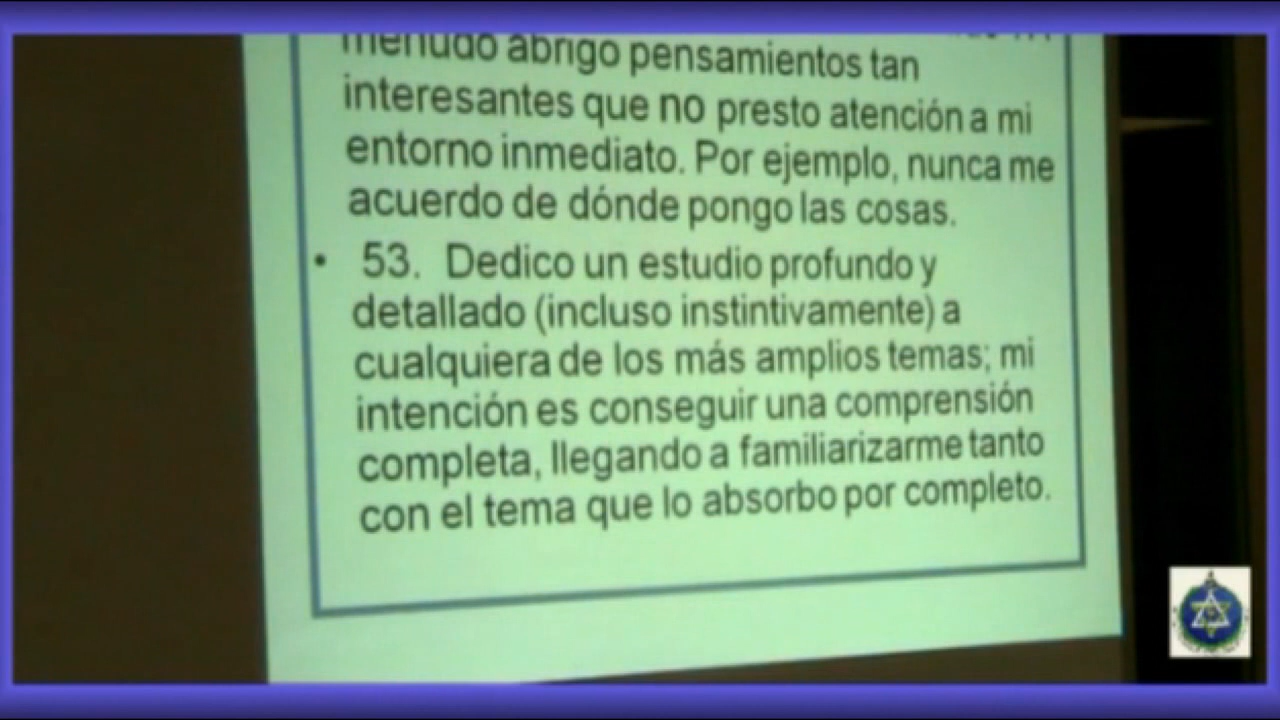 menudo abrigo pensamientos tan
interesantes que no presto atención a mi
entorno inmediato. Por ejemplo, nunca me
acuerdo de dónde pongo las cosas.
• 53. Dedico un estudio profundo y
detallado (incluso instintivamente) a
cualquiera de los más amplios temas; mi
intención es conseguir una comprensión
completa, llegando a familiarizarme tanto
con el tema que lo absorbo por completo.